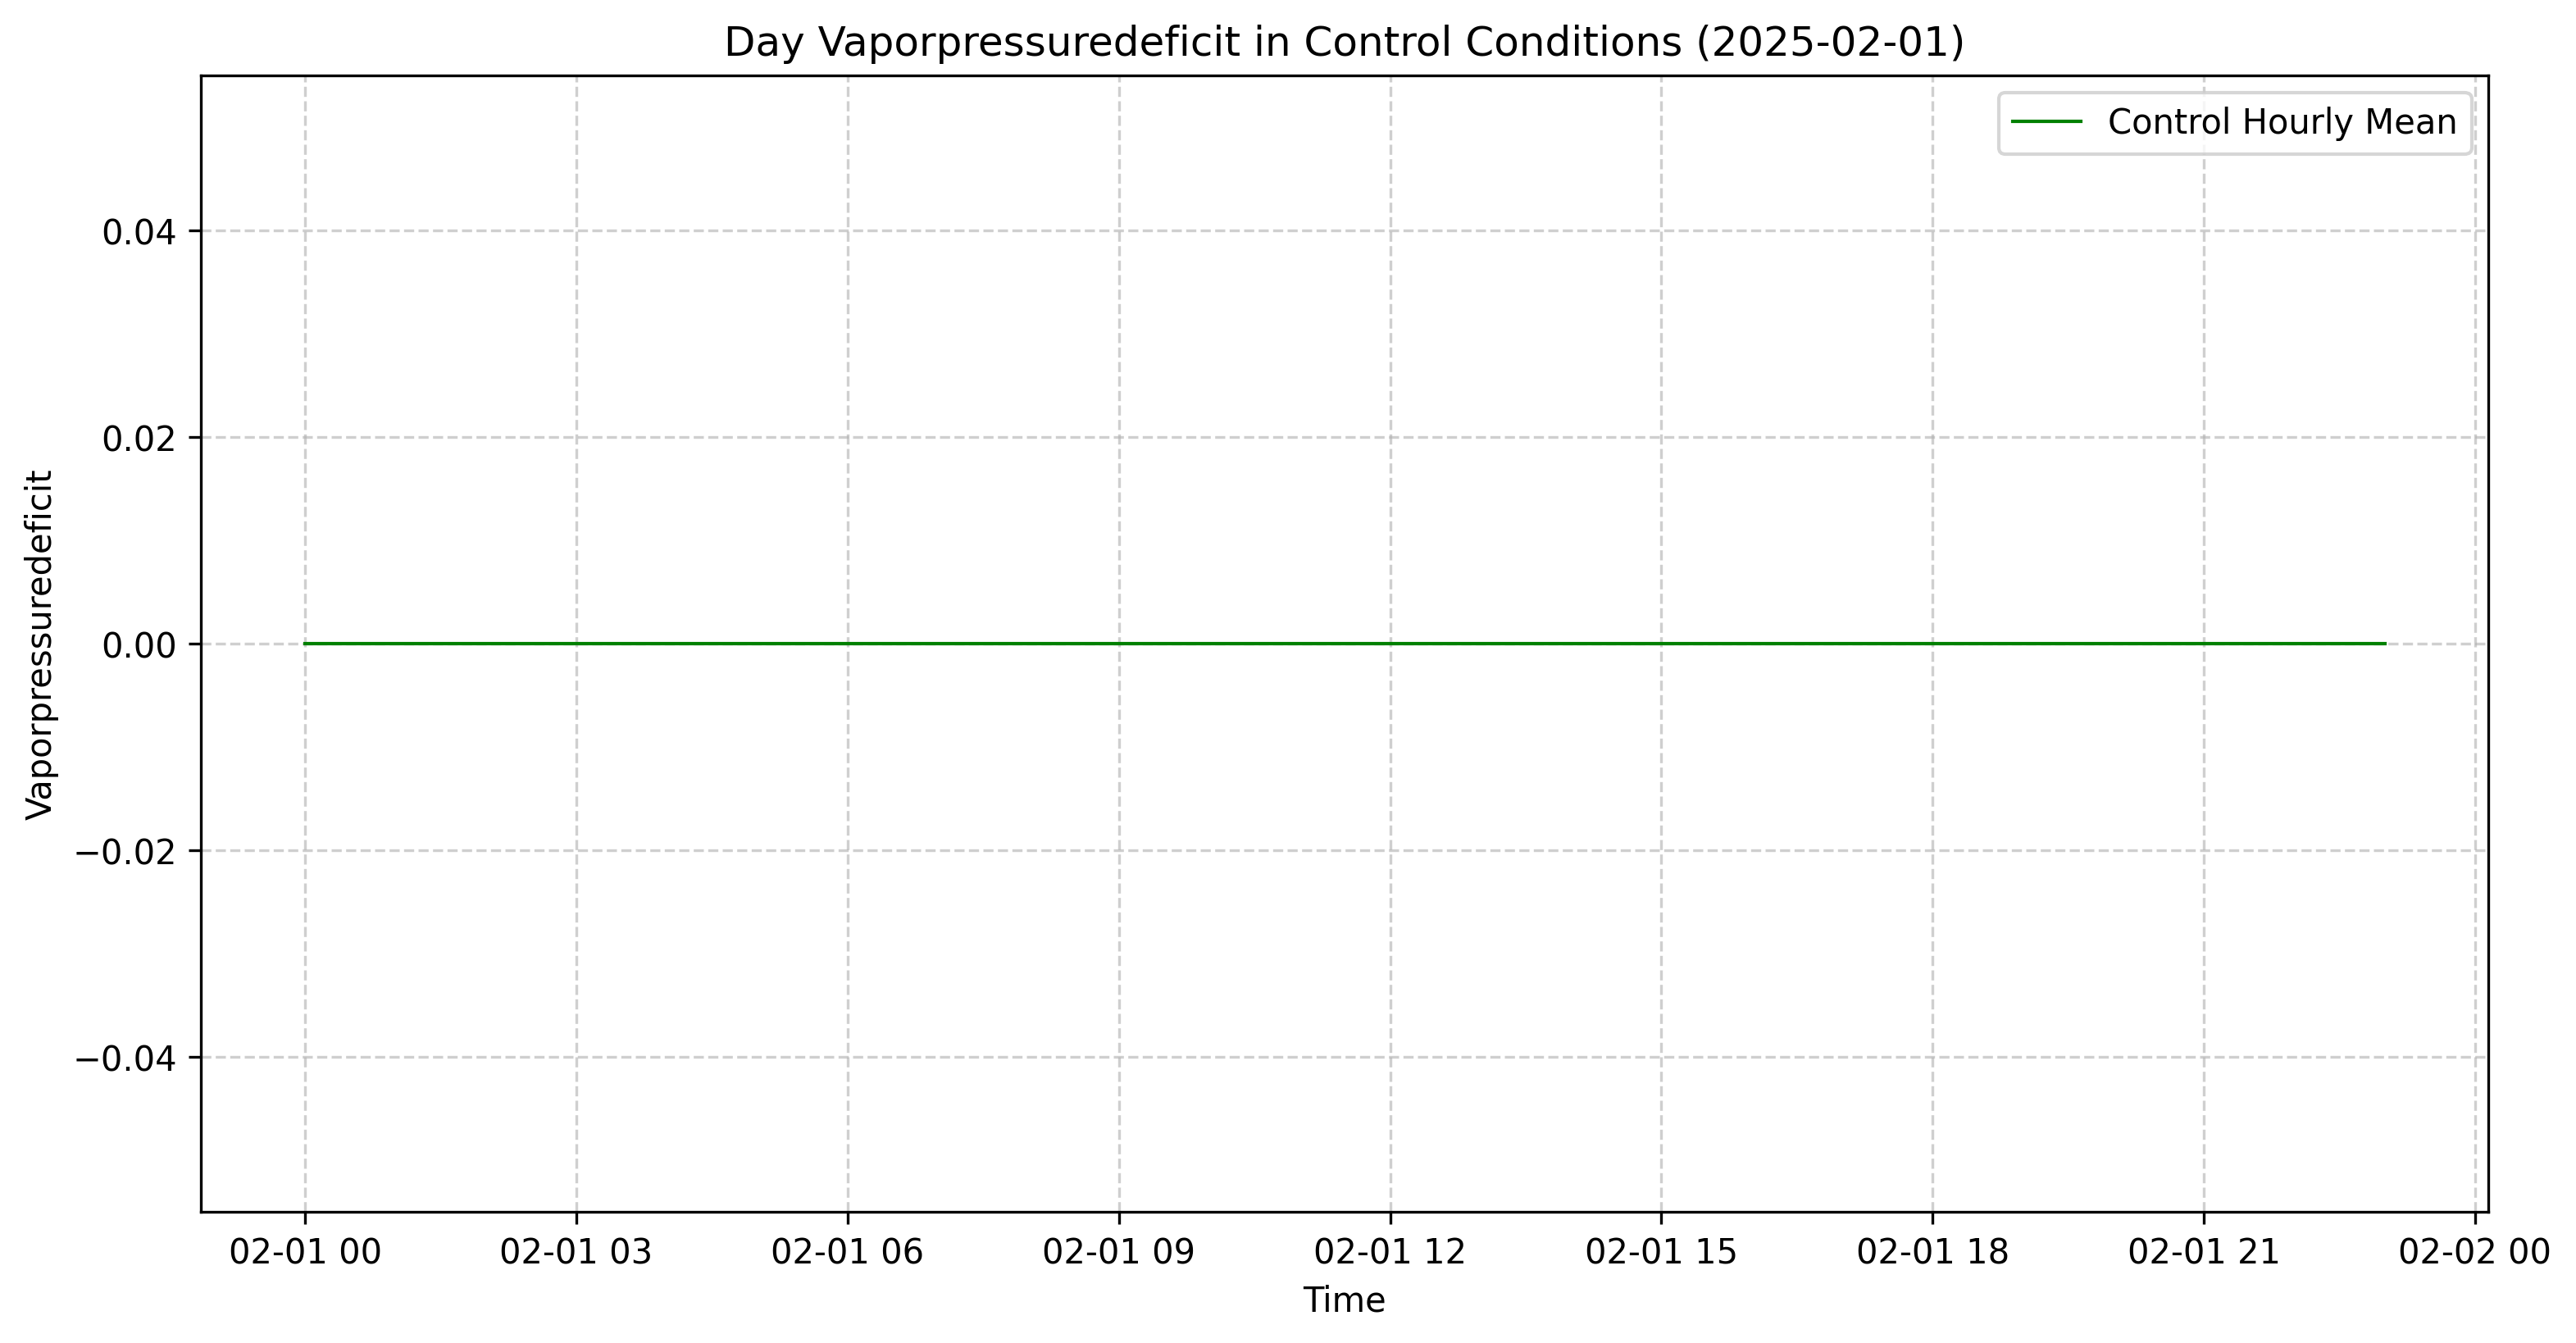 Day Vaporpressuredeficit in Control Conditions (2025-02-01)
Control Hourly Mean
0.04
0.02
0.00
−0.02
−0.04
Vaporpressuredeficit
02-01 00 02-01 03 02-01 06 02-01 09 02-01 12 02-01 15 02-01 18 02-01 21 02-02 00
Time